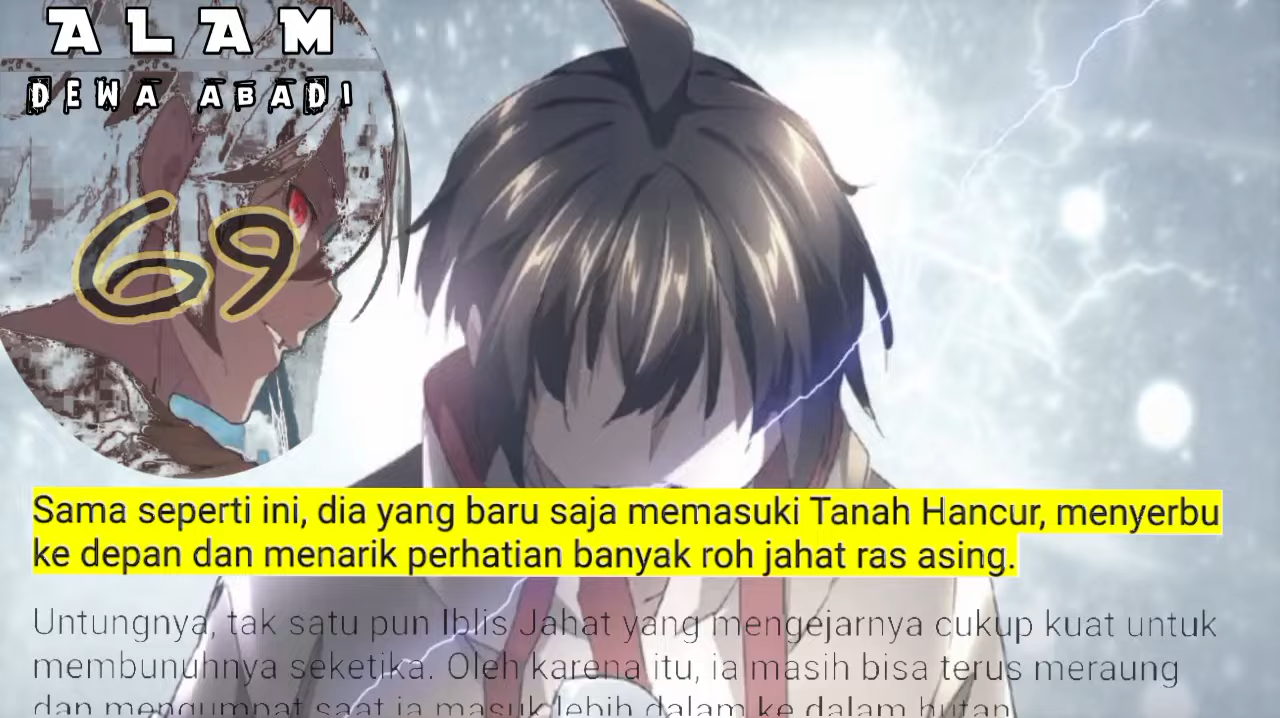 ALAM
DEWA ABADI
69
Sama seperti ini, dia yang baru saja memasuki Tanah Hancur, menyerbu
ke depan dan menarik perhatian banyak roh jahat ras asing.
Untungnya, tak satu pun Iblis Jahat yang mengejarnya cukup kuat untuk
membunuhnya seketika. Oleh karena itu, ia masih bisa terus meraung
dan mengumpat saat ia masuk lebih dalam ke dalam hutan